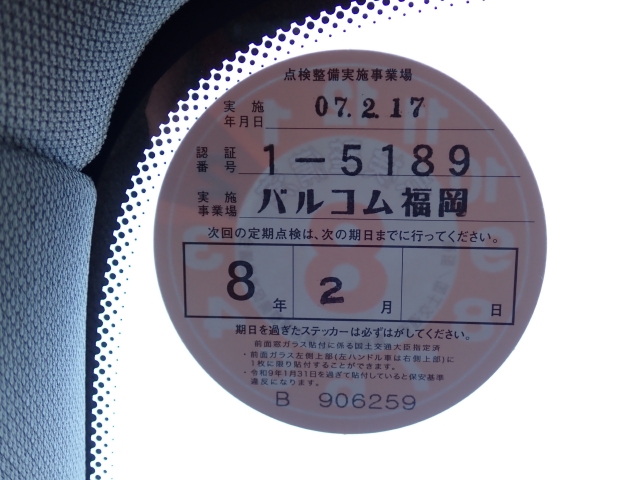 点検整備実施事業場
実施年月日 07.2.17
認証番号 1-5189
実施事業場 バルコム福岡
次回の定期点検は、次の期日までに行ってください。
8年 2月 日
期日を過ぎたステッカーは必ずはがしてください。
前面窓ガラス貼付に係る国土交通大臣指定済
・前面ガラス左側上部(左ハンドル車は右側上部)に
1枚に限り貼付することができます。
・令和9年1月31日を過ぎて貼付していると保安基準
違反になります。
B 906259